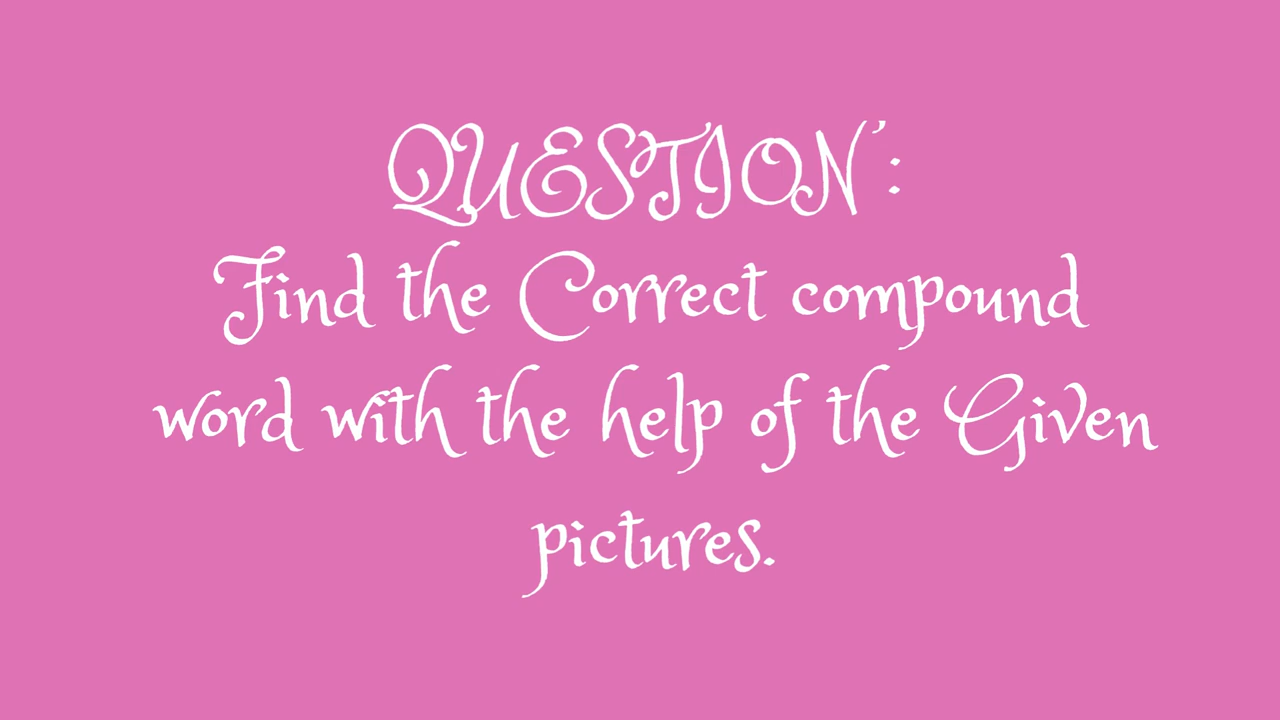 QUESTION':
Find the Correct compound
word with the help of the Given
pictures.